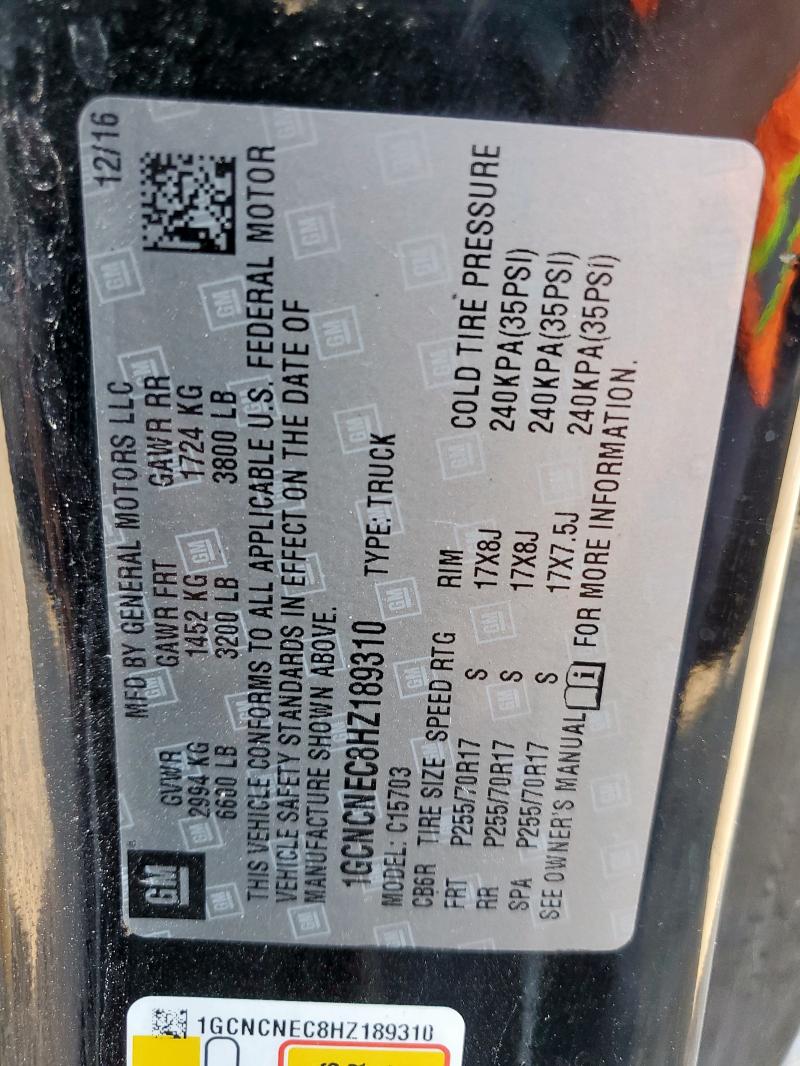 GM
MFD BY GENERAL MOTORS LLC 12/16
GVWR GAWR FRT GAWR RR
2994 KG 1452 KG 1724 KG
6600 LB 3200 LB 3800 LB
THIS VEHICLE CONFORMS TO ALL APPLICABLE U.S. FEDERAL MOTOR
VEHICLE SAFETY STANDARDS IN EFFECT ON THE DATE OF
MANUFACTURE SHOWN ABOVE.
1GCNCNEC8HZ189310 TYPE: TRUCK
MODEL: C15703
CB6R TIRE SIZE SPEED RTG RIM COLD TIRE PRESSURE
FRT P255/70R17 S 17X8J 240KPA(35PSI)
RR P255/70R17 S 17X8J 240KPA(35PSI)
SPA P255/70R17 S 17X7.5J 240KPA(35PSI)
SEE OWNER'S MANUAL i FOR MORE INFORMATION.
1GCNCNEC8HZ189310